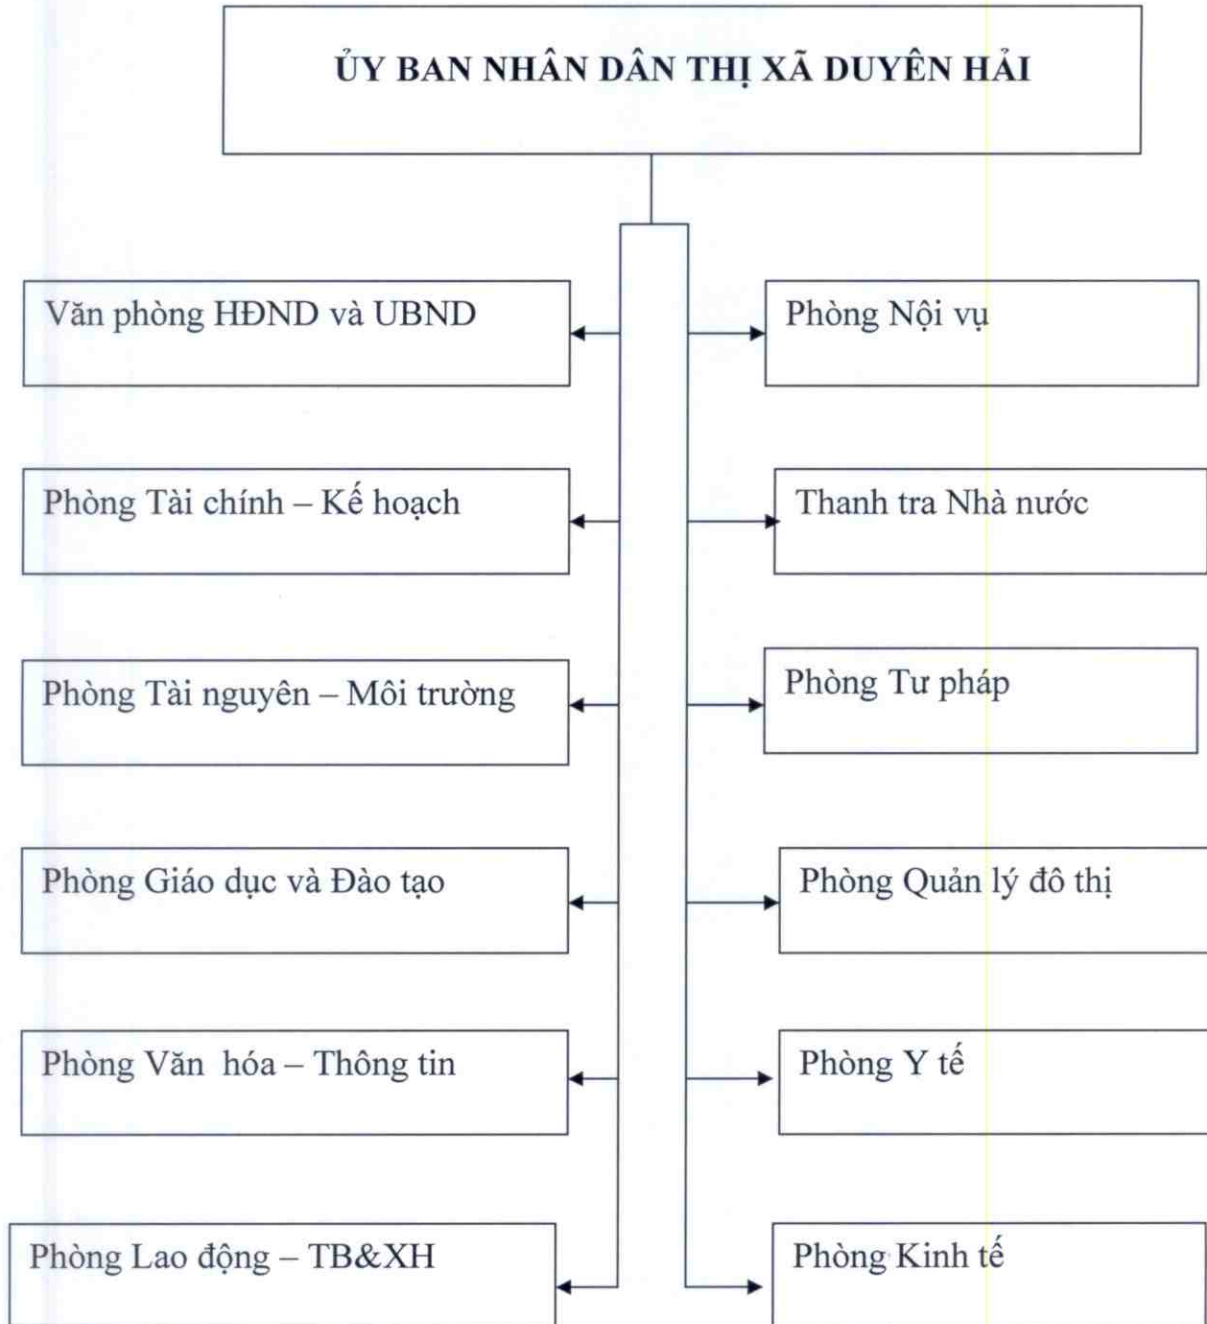 ỦY BAN NHÂN DÂN THỊ XÃ DUYÊN HẢI
Văn phòng HĐND và UBND
Phòng Nội vụ
Phòng Tài chính – Kế hoạch
Thanh tra Nhà nước
Phòng Tài nguyên – Môi trường
Phòng Tư pháp
Phòng Giáo dục và Đào tạo
Phòng Quản lý đô thị
Phòng Văn hóa – Thông tin
Phòng Y tế
Phòng Lao động – TB&XH
Phòng Kinh tế